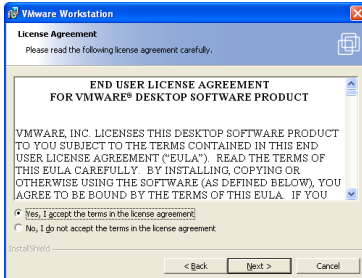 VMware Workstation
License Agreement
Please read the following license agreement carefully.
END USER LICENSE AGREEMENT
FOR VMWARE® DESKTOP SOFTWARE PRODUCT
VMWARE, INC. LICENSES THIS DESKTOP SOFTWARE PRODUCT
TO YOU SUBJECT TO THE TERMS CONTAINED IN THIS END
USER LICENSE AGREEMENT ("EULA").  READ THE TERMS OF
THIS EULA CAREFULLY.  BY INSTALLING, COPYING OR
OTHERWISE USING THE SOFTWARE (AS DEFINED BELOW), YOU
AGREE TO BE BOUND BY THE TERMS OF THIS EULA.  IF YOU
Yes, I accept the terms in the license agreement
No, I do not accept the terms in the license agreement
InstallShield
< Back
Next >
Cancel